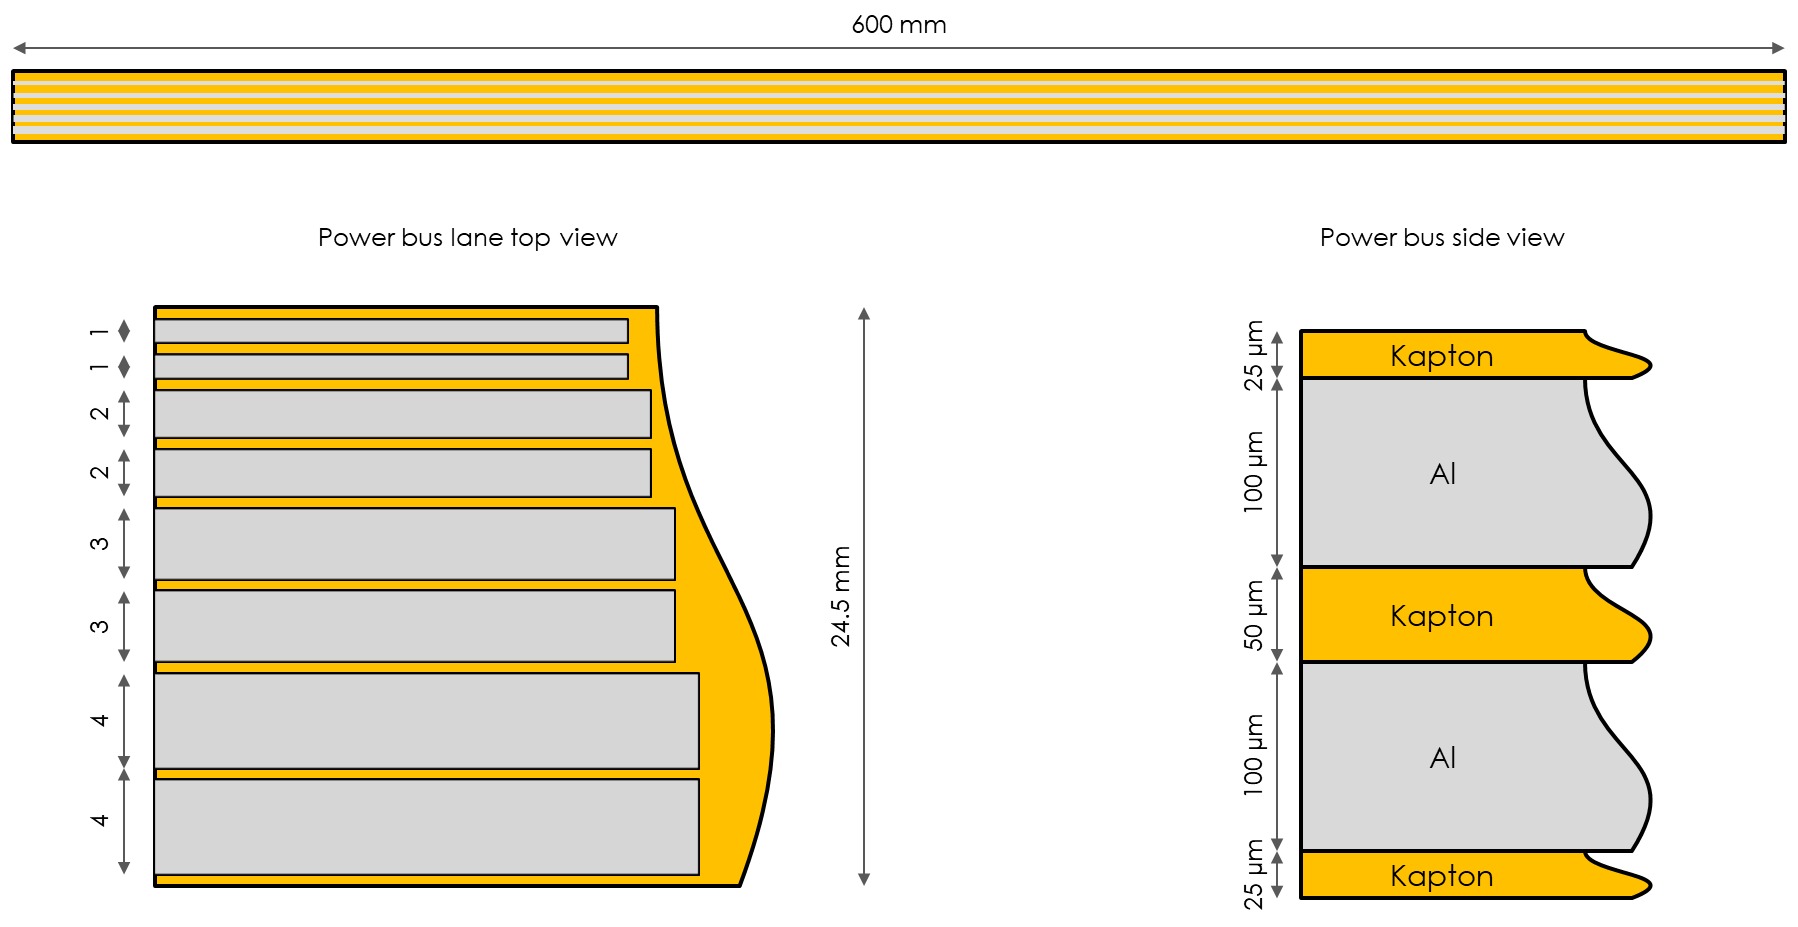 600 mm
Power bus lane top view
Power bus side view
1
1
2
2
3
3
4
4
24.5 mm
25 µm
Kapton
100 µm
Al
50 µm
Kapton
100 µm
Al
25 µm
Kapton